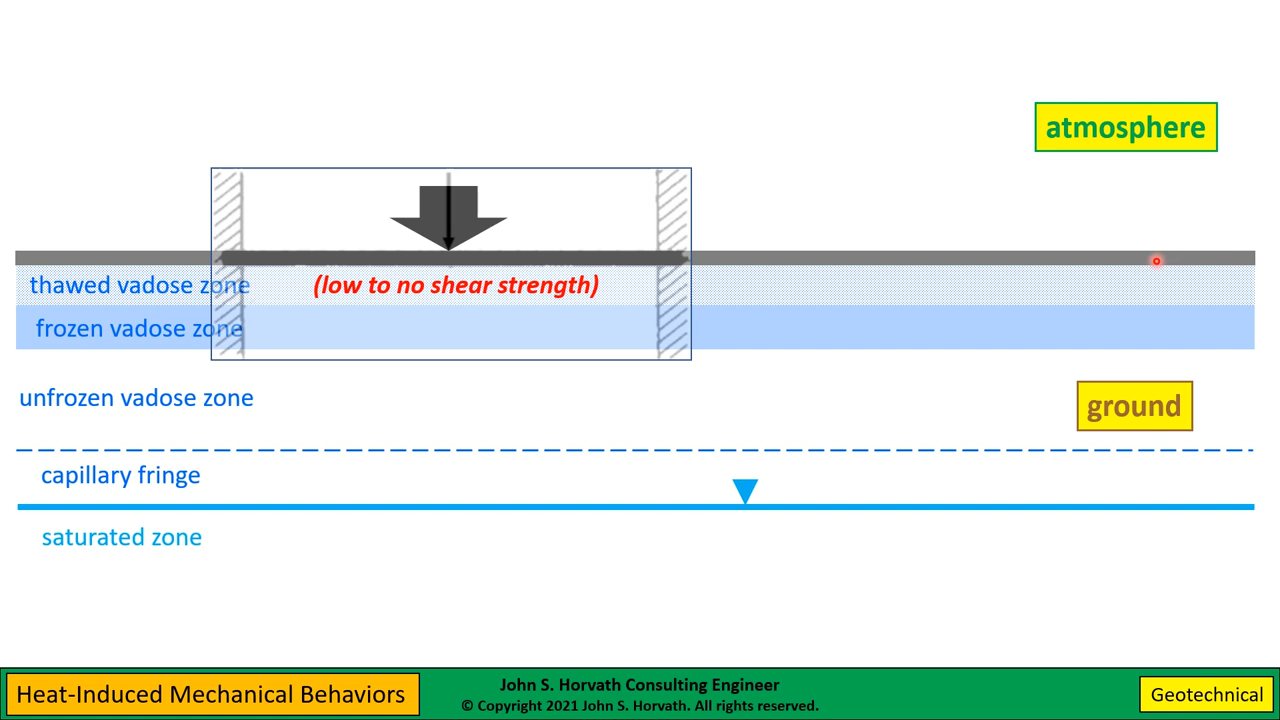 atmosphere
thawed vadose zone
(low to no shear strength)
frozen vadose zone
unfrozen vadose zone
ground
capillary fringe
saturated zone
Heat-Induced Mechanical Behaviors
John S. Horvath Consulting Engineer
© Copyright 2021 John S. Horvath. All rights reserved.
Geotechnical